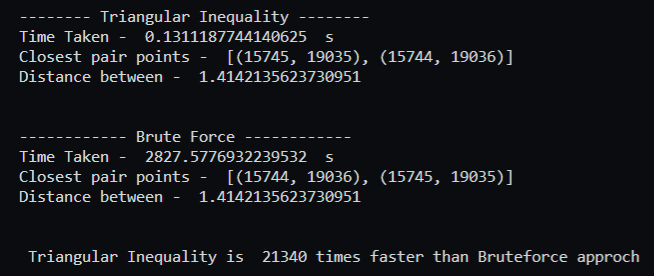 -------- Triangular Inequality --------
Time Taken -  0.1311187744140625  s
Closest pair points -  [(15745, 19035), (15744, 19036)]
Distance between -  1.4142135623730951
------------ Brute Force ------------
Time Taken -  2827.5776932239532  s
Closest pair points -  [(15744, 19036), (15745, 19035)]
Distance between -  1.4142135623730951
Triangular Inequality is  21340 times faster than Bruteforce approch